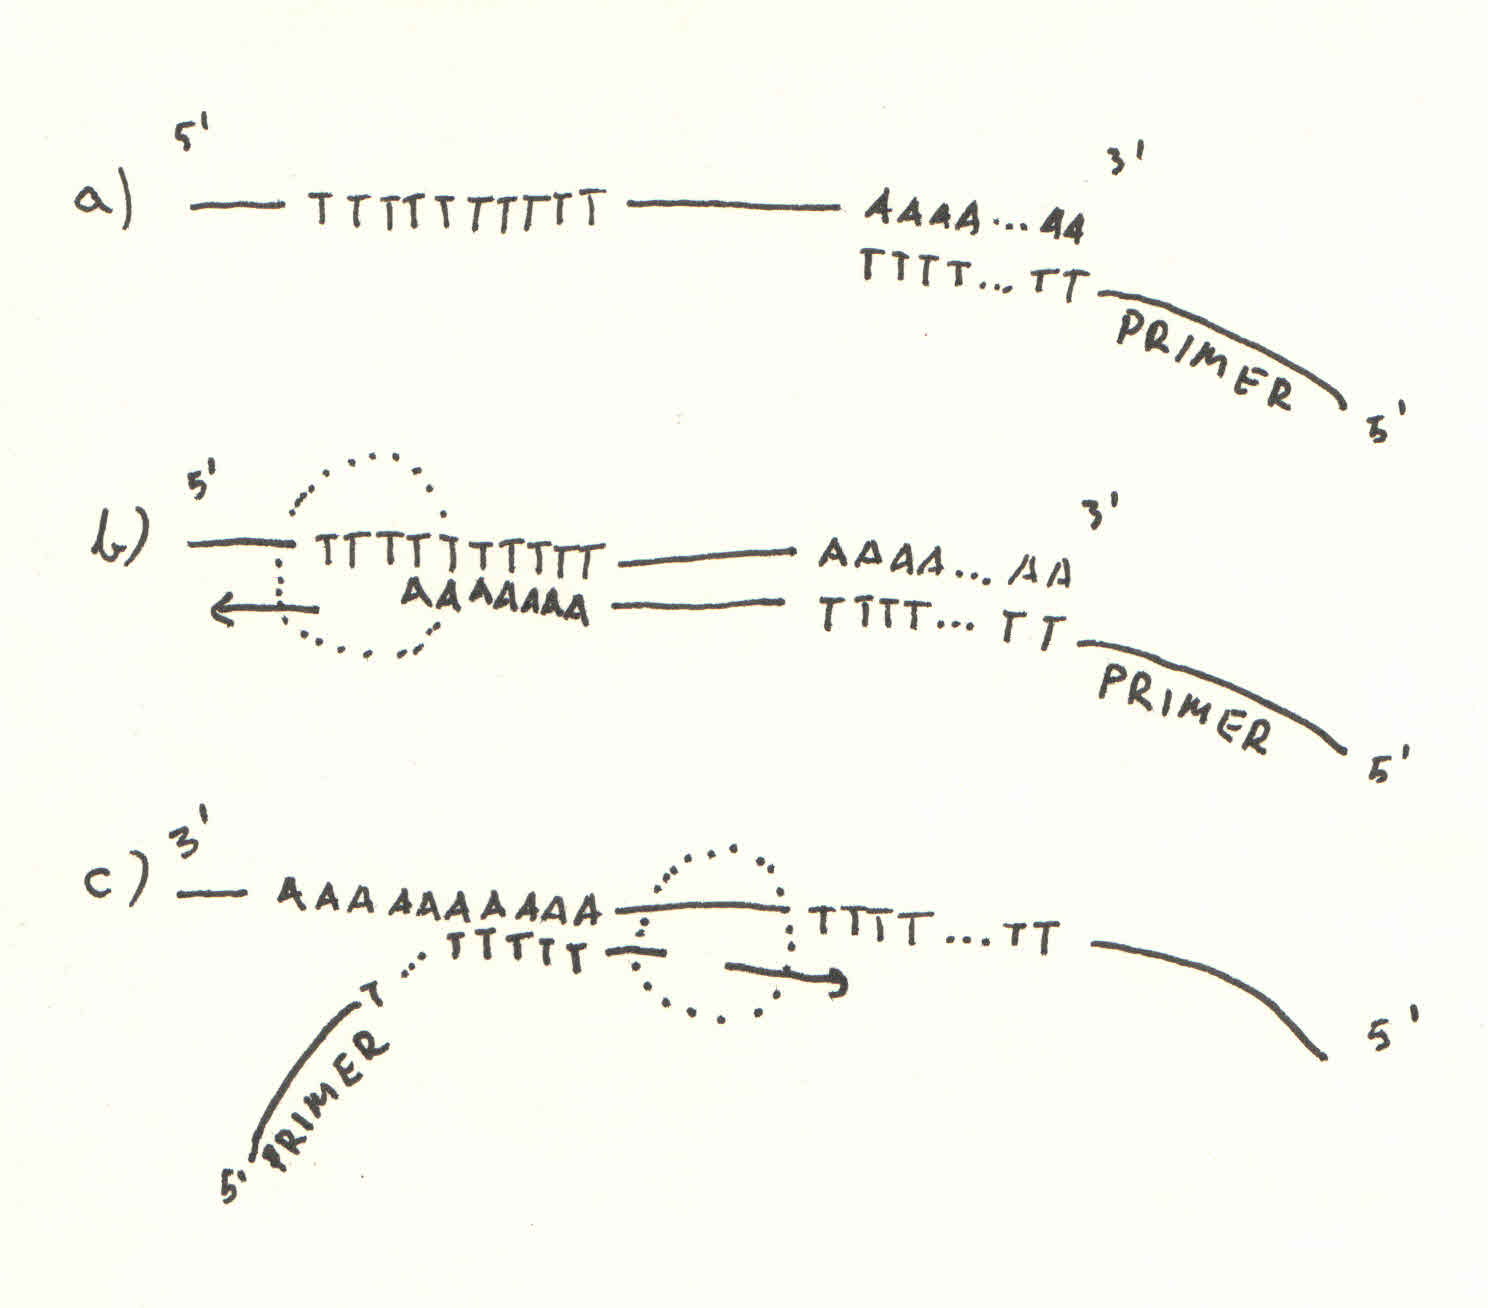 5' 3'
a) — TTTTTTTTTT — AAAA...AA
TTTT...TT
PRIMER
5'
5' 3'
b) — TTTTTTTTTT — AAAA...AA
AAAAAAA — TTTT...TT
PRIMER
5'
3'
c) — AAAAAAAAAA — TTTT...TT
T...TTTTT —
5'
PRIMER
5'